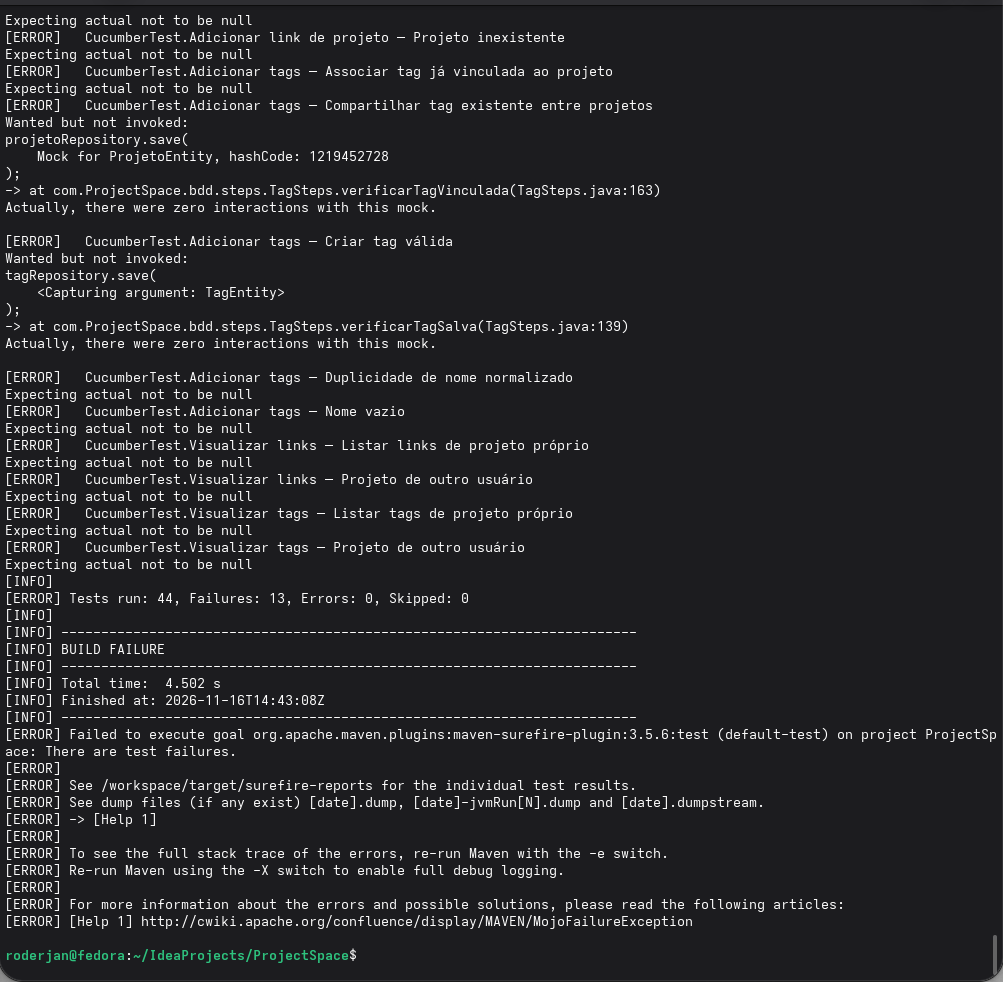 Expecting actual not to be null
[ERROR]   CucumberTest.Adicionar link de projeto – Projeto inexistente
Expecting actual not to be null
[ERROR]   CucumberTest.Adicionar tags – Associar tag já vinculada ao projeto
Expecting actual not to be null
[ERROR]   CucumberTest.Adicionar tags – Compartilhar tag existente entre projetos
Wanted but not invoked:
projetoRepository.save(
    Mock for ProjetoEntity, hashCode: 1219452728
);
-> at com.ProjectSpace.bdd.steps.TagSteps.verificarTagVinculada(TagSteps.java:163)
Actually, there were zero interactions with this mock.

[ERROR]   CucumberTest.Adicionar tags – Criar tag válida
Wanted but not invoked:
tagRepository.save(
    <Capturing argument: TagEntity>
);
-> at com.ProjectSpace.bdd.steps.TagSteps.verificarTagSalva(TagSteps.java:139)
Actually, there were zero interactions with this mock.

[ERROR]   CucumberTest.Adicionar tags – Duplicidade de nome normalizado
Expecting actual not to be null
[ERROR]   CucumberTest.Adicionar tags – Nome vazio
Expecting actual not to be null
[ERROR]   CucumberTest.Visualizar links – Listar links de projeto próprio
Expecting actual not to be null
[ERROR]   CucumberTest.Visualizar links – Projeto de outro usuário
Expecting actual not to be null
[ERROR]   CucumberTest.Visualizar tags – Listar tags de projeto próprio
Expecting actual not to be null
[ERROR]   CucumberTest.Visualizar tags – Projeto de outro usuário
Expecting actual not to be null
[INFO]
[ERROR] Tests run: 44, Failures: 13, Errors: 0, Skipped: 0
[INFO]
[INFO] ------------------------------------------------------------------------
[INFO] BUILD FAILURE
[INFO] ------------------------------------------------------------------------
[INFO] Total time:  4.502 s
[INFO] Finished at: 2026-11-16T14:43:08Z
[INFO] ------------------------------------------------------------------------
[ERROR] Failed to execute goal org.apache.maven.plugins:maven-surefire-plugin:3.5.6:test (default-test) on project ProjectSp
ace: There are test failures.
[ERROR]
[ERROR] See /workspace/target/surefire-reports for the individual test results.
[ERROR] See dump files (if any exist) [date].dump, [date]-jvmRun[N].dump and [date].dumpstream.
[ERROR] -> [Help 1]
[ERROR]
[ERROR] To see the full stack trace of the errors, re-run Maven with the -e switch.
[ERROR] Re-run Maven using the -X switch to enable full debug logging.
[ERROR]
[ERROR] For more information about the errors and possible solutions, please read the following articles:
[ERROR] [Help 1] http://cwiki.apache.org/confluence/display/MAVEN/MojoFailureException

roderjan@fedora:~/IdeaProjects/ProjectSpace$